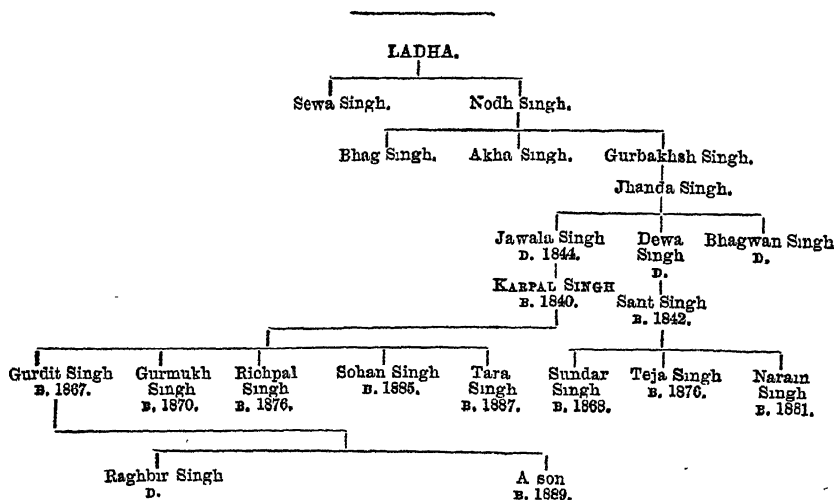 LADHA.
Sewa Singh. Nodh Singh.
Bhag Singh. Akha Singh. Gurbakhsh Singh.
Jhanda Singh.
Jawala Singh
D. 1844.
Dewa
Singh
D.
Bhagwan Singh
D.
KARPAL SINGH
B. 1840.
Sant Singh
B. 1842.
Gurdit Singh
B. 1867.
Gurmukh
Singh
B. 1870.
Richpal
Singh
B. 1876.
Sohan Singh
B. 1885.
Tara
Singh
B. 1887.
Sundar
Singh
B. 1868.
Teja Singh
B. 1876.
Narain
Singh
B. 1881.
Raghbir Singh
D.
A son
B. 1889.